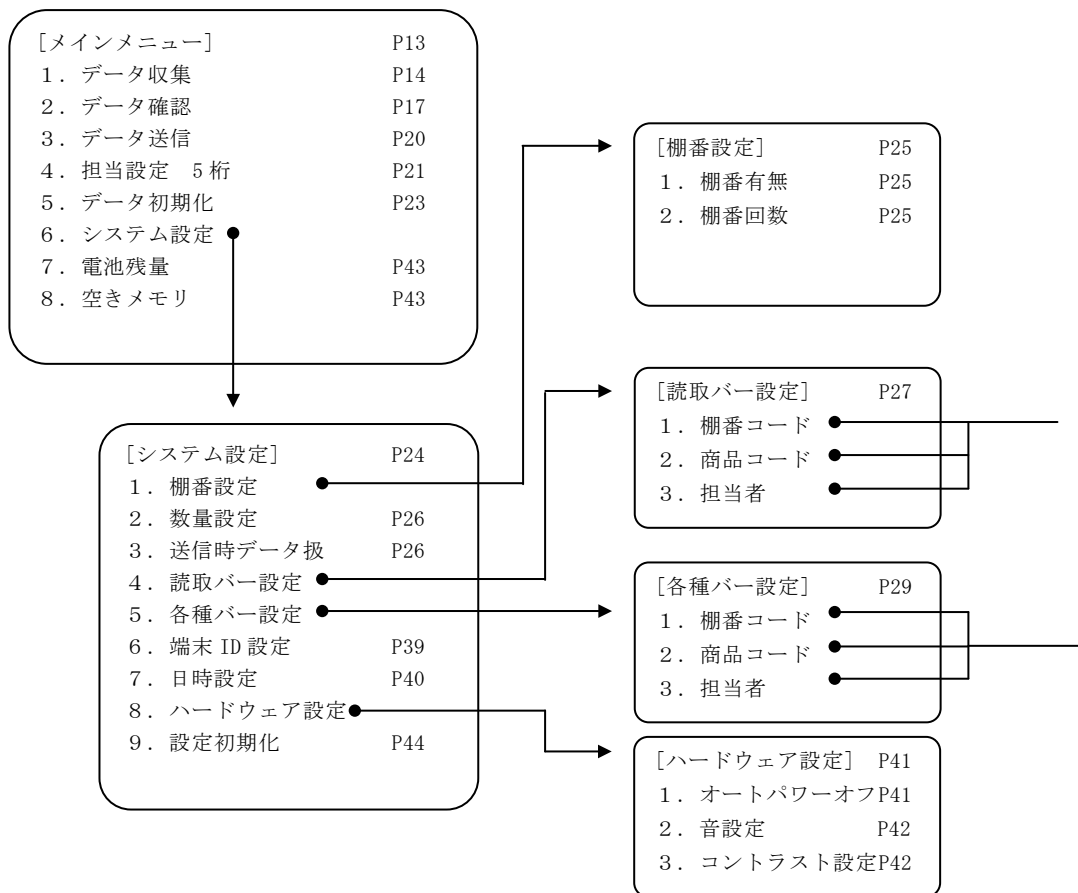 [メインメニュー] P13
1. データ収集 P14
2. データ確認 P17
3. データ送信 P20
4. 担当設定 5桁 P21
5. データ初期化 P23
6. システム設定
7. 電池残量 P43
8. 空きメモリ P43
[システム設定] P24
1. 棚番設定
2. 数量設定 P26
3. 送信時データ扱 P26
4. 読取バー設定
5. 各種バー設定
6. 端末 ID 設定 P39
7. 日時設定 P40
8. ハードウェア設定
9. 設定初期化 P44
[棚番設定] P25
1. 棚番有無 P25
2. 棚番回数 P25
[読取バー設定] P27
1. 棚番コード
2. 商品コード
3. 担当者
[各種バー設定] P29
1. 棚番コード
2. 商品コード
3. 担当者
[ハードウェア設定] P41
1. オートパワーオフP41
2. 音設定 P42
3. コントラスト設定P42